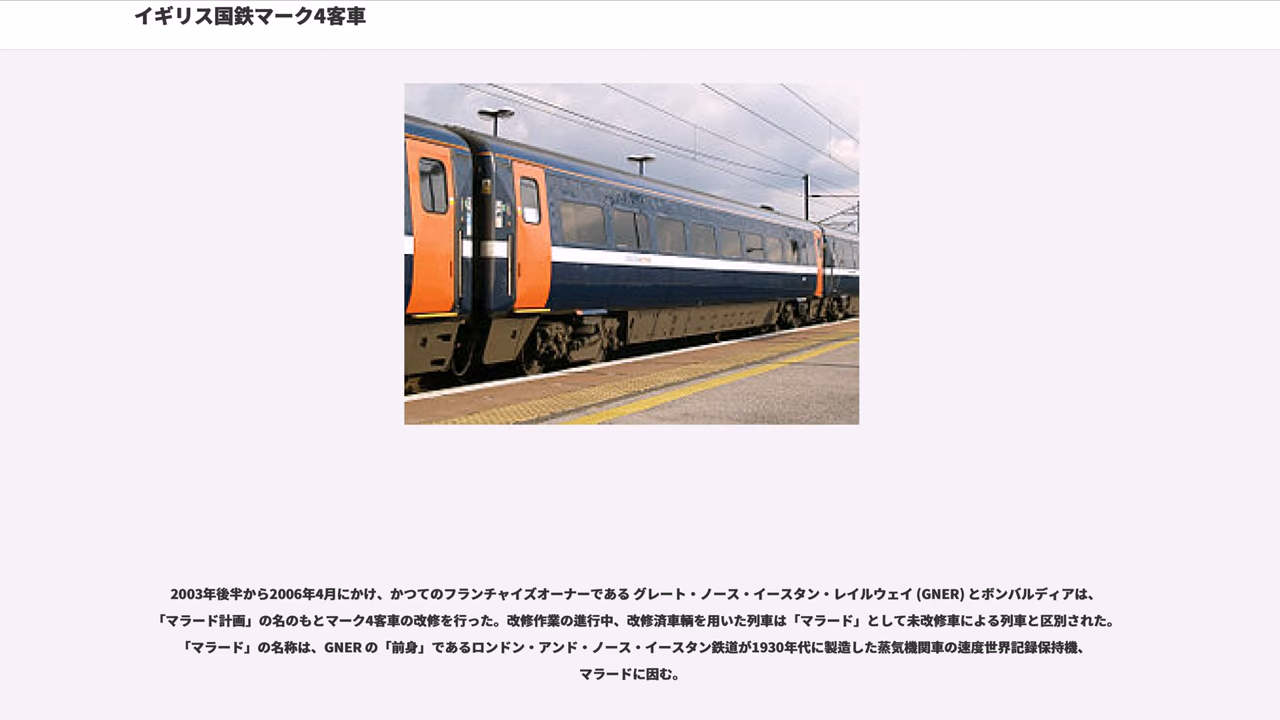 イギリス国鉄マーク4客車
2003年後半から2006年4月にかけ、かつてのフランチャイズオーナーである グレート・ノース・イースタン・レイルウェイ (GNER) とボンバルディアは、
「マラード計画」の名のもとマーク4客車の改修を行った。改修作業の進行中、改修済車輌を用いた列車は「マラード」として未改修車による列車と区別された。
「マラード」の名称は、GNER の「前身」であるロンドン・アンド・ノース・イースタン鉄道が1930年代に製造した蒸気機関車の速度世界記録保持機、
マラードに因む。